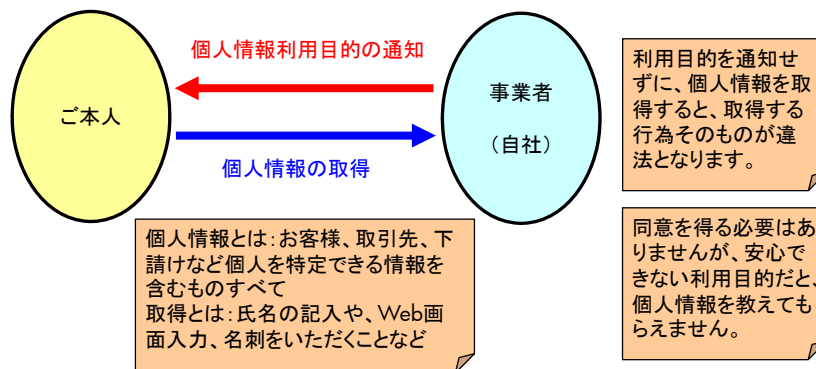 個人情報利用目的の通知
ご本人
事業者
（自社）
個人情報の取得
利用目的を通知せ
ずに、個人情報を取
得すると、取得する
行為そのものが違
法となります。
同意を得る必要はあ
りませんが、安心で
きない利用目的だと、
個人情報を教えても
らえません。
個人情報とは：お客様、取引先、下
請けなど個人を特定できる情報を
含むものすべて
取得とは：氏名の記入や、Web画
面入力、名刺をいただくことなど